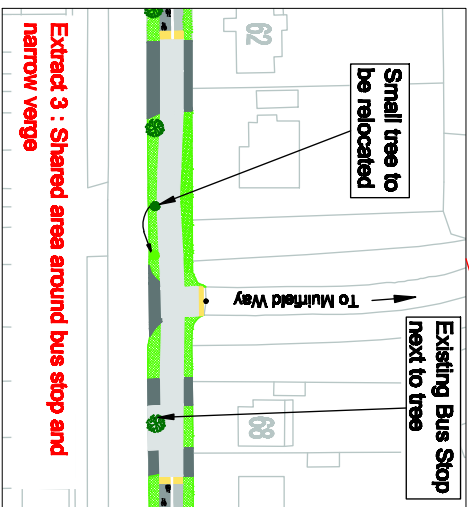 62
Small tree to
be relocated
To Muirfield Way
Existing Bus Stop
next to tree
68
Extract 3 : Shared area around bus stop and
narrow verge